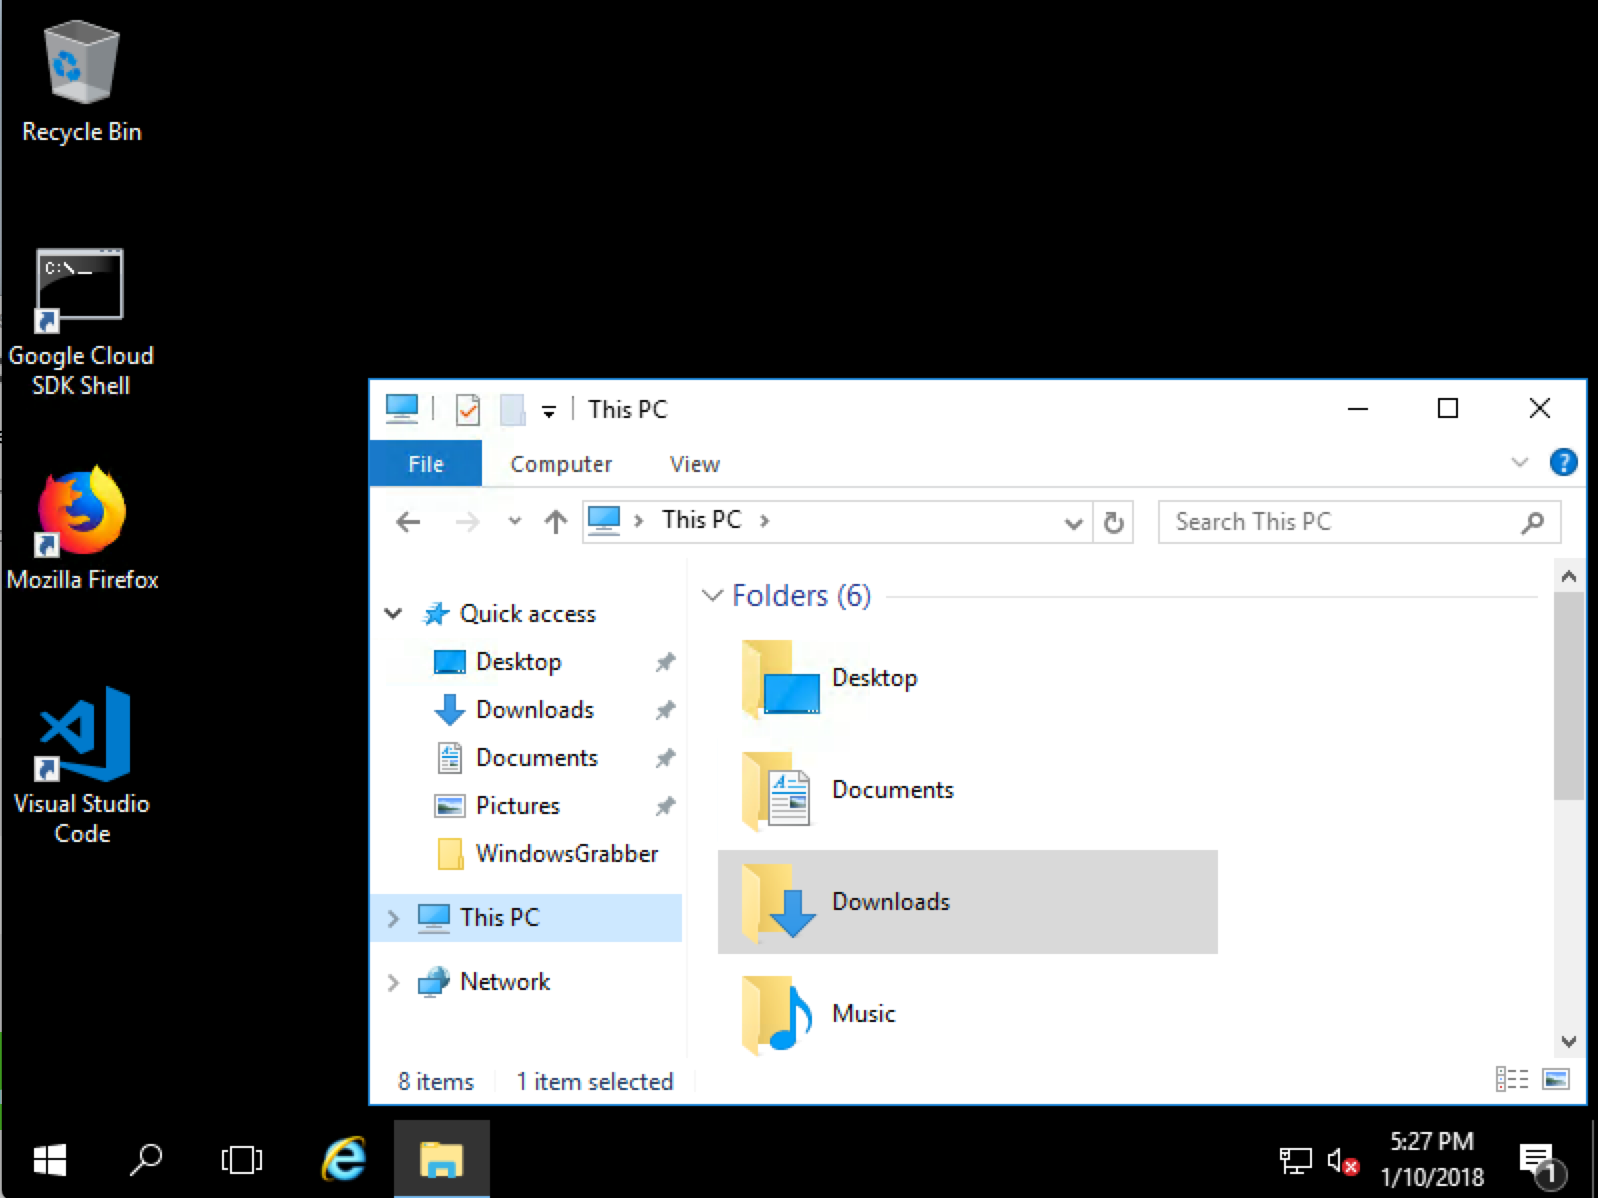 Recycle Bin
C:\_
Google Cloud
SDK Shell
Mozilla Firefox
Visual Studio
Code
This PC
File
Computer
View
?
This PC
Search This PC
Quick access
Desktop
Downloads
Documents
Pictures
WindowsGrabber
This PC
Network
Folders (6)
Desktop
Documents
Downloads
Music
8 items
1 item selected
5:27 PM
1/10/2018
1